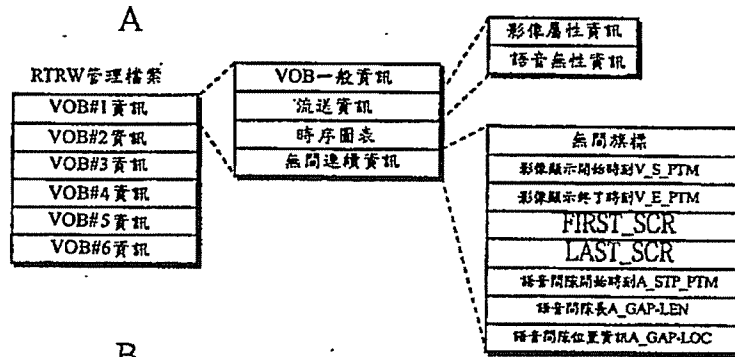 A
RTRW管理檔案
VOB#1資訊
VOB#2資訊
VOB#3資訊
VOB#4資訊
VOB#5資訊
VOB#6資訊
VOB一般資訊
流送資訊
時序圖表
無間連續資訊
影像屬性資訊
語音無性資訊
無間旗標
影像顯示開始時刻V_S_PTM
影像顯示終了時刻V_E_PTM
FIRST_SCR
LAST_SCR
語音間隙開始時刻A_STP_PTM
語音間隙長A_GAP-LEN
語音間隙位置資訊A_GAP-LOC
B